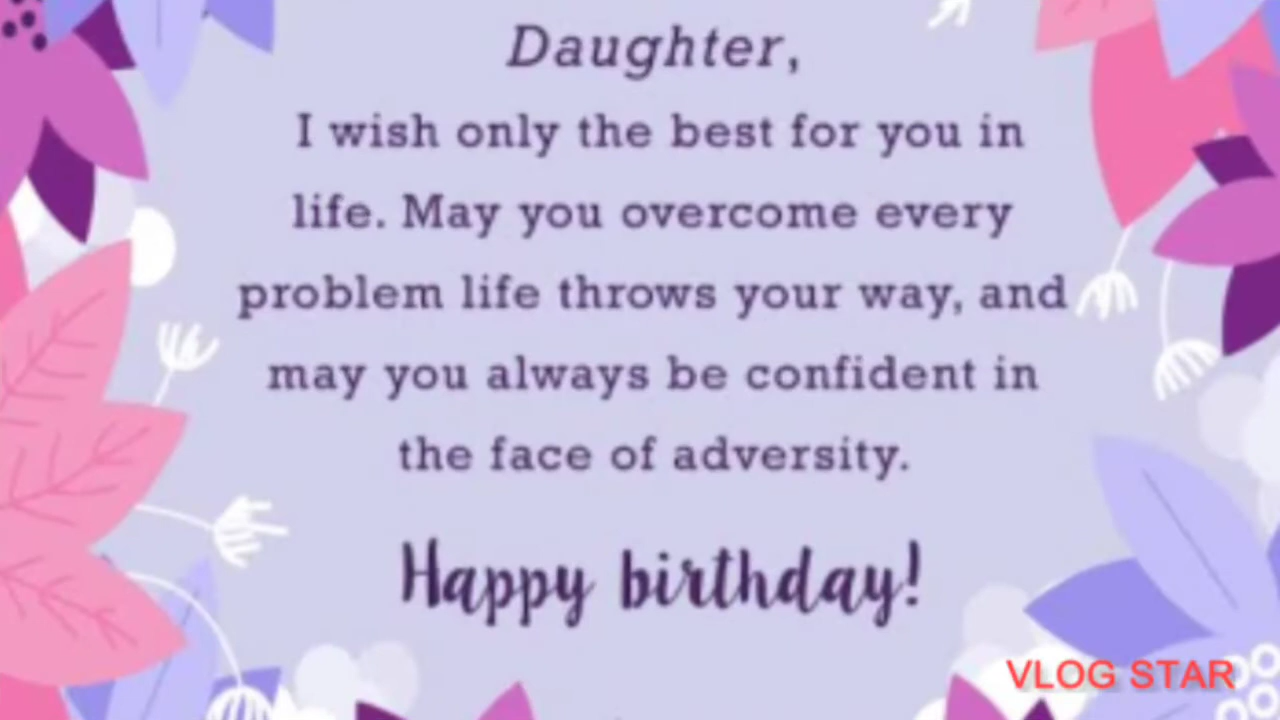 Daughter,
I wish only the best for you in
life. May you overcome every
problem life throws your way, and
may you always be confident in
the face of adversity.
Happy birthday!
VLOG STAR